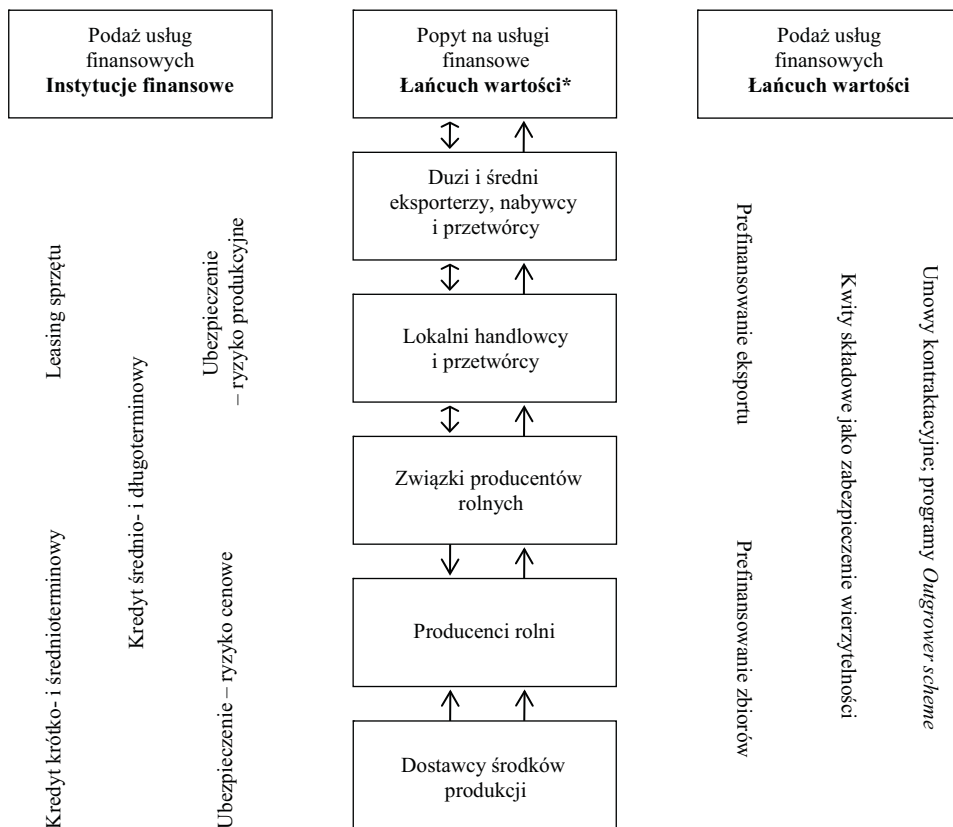 Podaż usług
finansowych
Instytucje finansowe
Popyt na usługi
finansowe
Łańcuch wartości*
Podaż usług
finansowych
Łańcuch wartości
Leasing sprzętu
Kredyt krótko- i średnioterminowy
Kredyt średnio- i długoterminowy
Ubezpieczenie
– ryzyko produkcyjne
Ubezpieczenie – ryzyko cenowe
Duzi i średni
eksporterzy, nabywcy
i przetwórcy
Lokalni handlowcy
i przetwórcy
Związki producentów
rolnych
Producenci rolni
Dostawcy środków
produkcji
Prefinansowanie eksportu
Prefinansowanie zbiorów
Kwity składowe jako zabezpieczenie wierzytelności
Umowy kontraktacyjne; programy Outgrower scheme